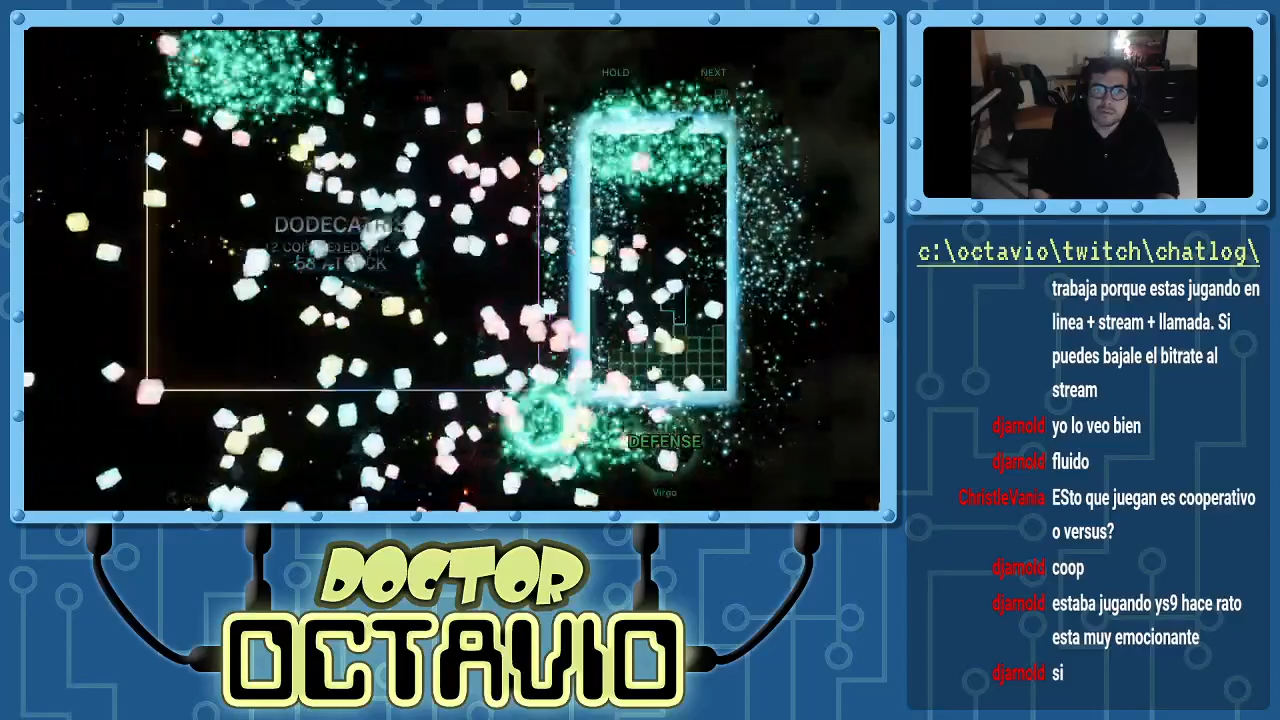 HOLD
NEXT
DODECATRIS
DEFENSE
Virgo
DOCTOR
OCTAVIO
c:\octavio\twitch\chatlog\
trabaja porque estas jugando en
linea + stream + llamada. Si
puedes bajale el bitrate al
stream
djarnold yo lo veo bien
djarnold fluido
ChristleVania ESto que juegan es cooperativo
o versus?
djarnold coop
djarnold estaba jugando ys9 hace rato
esta muy emocionante
djarnold si